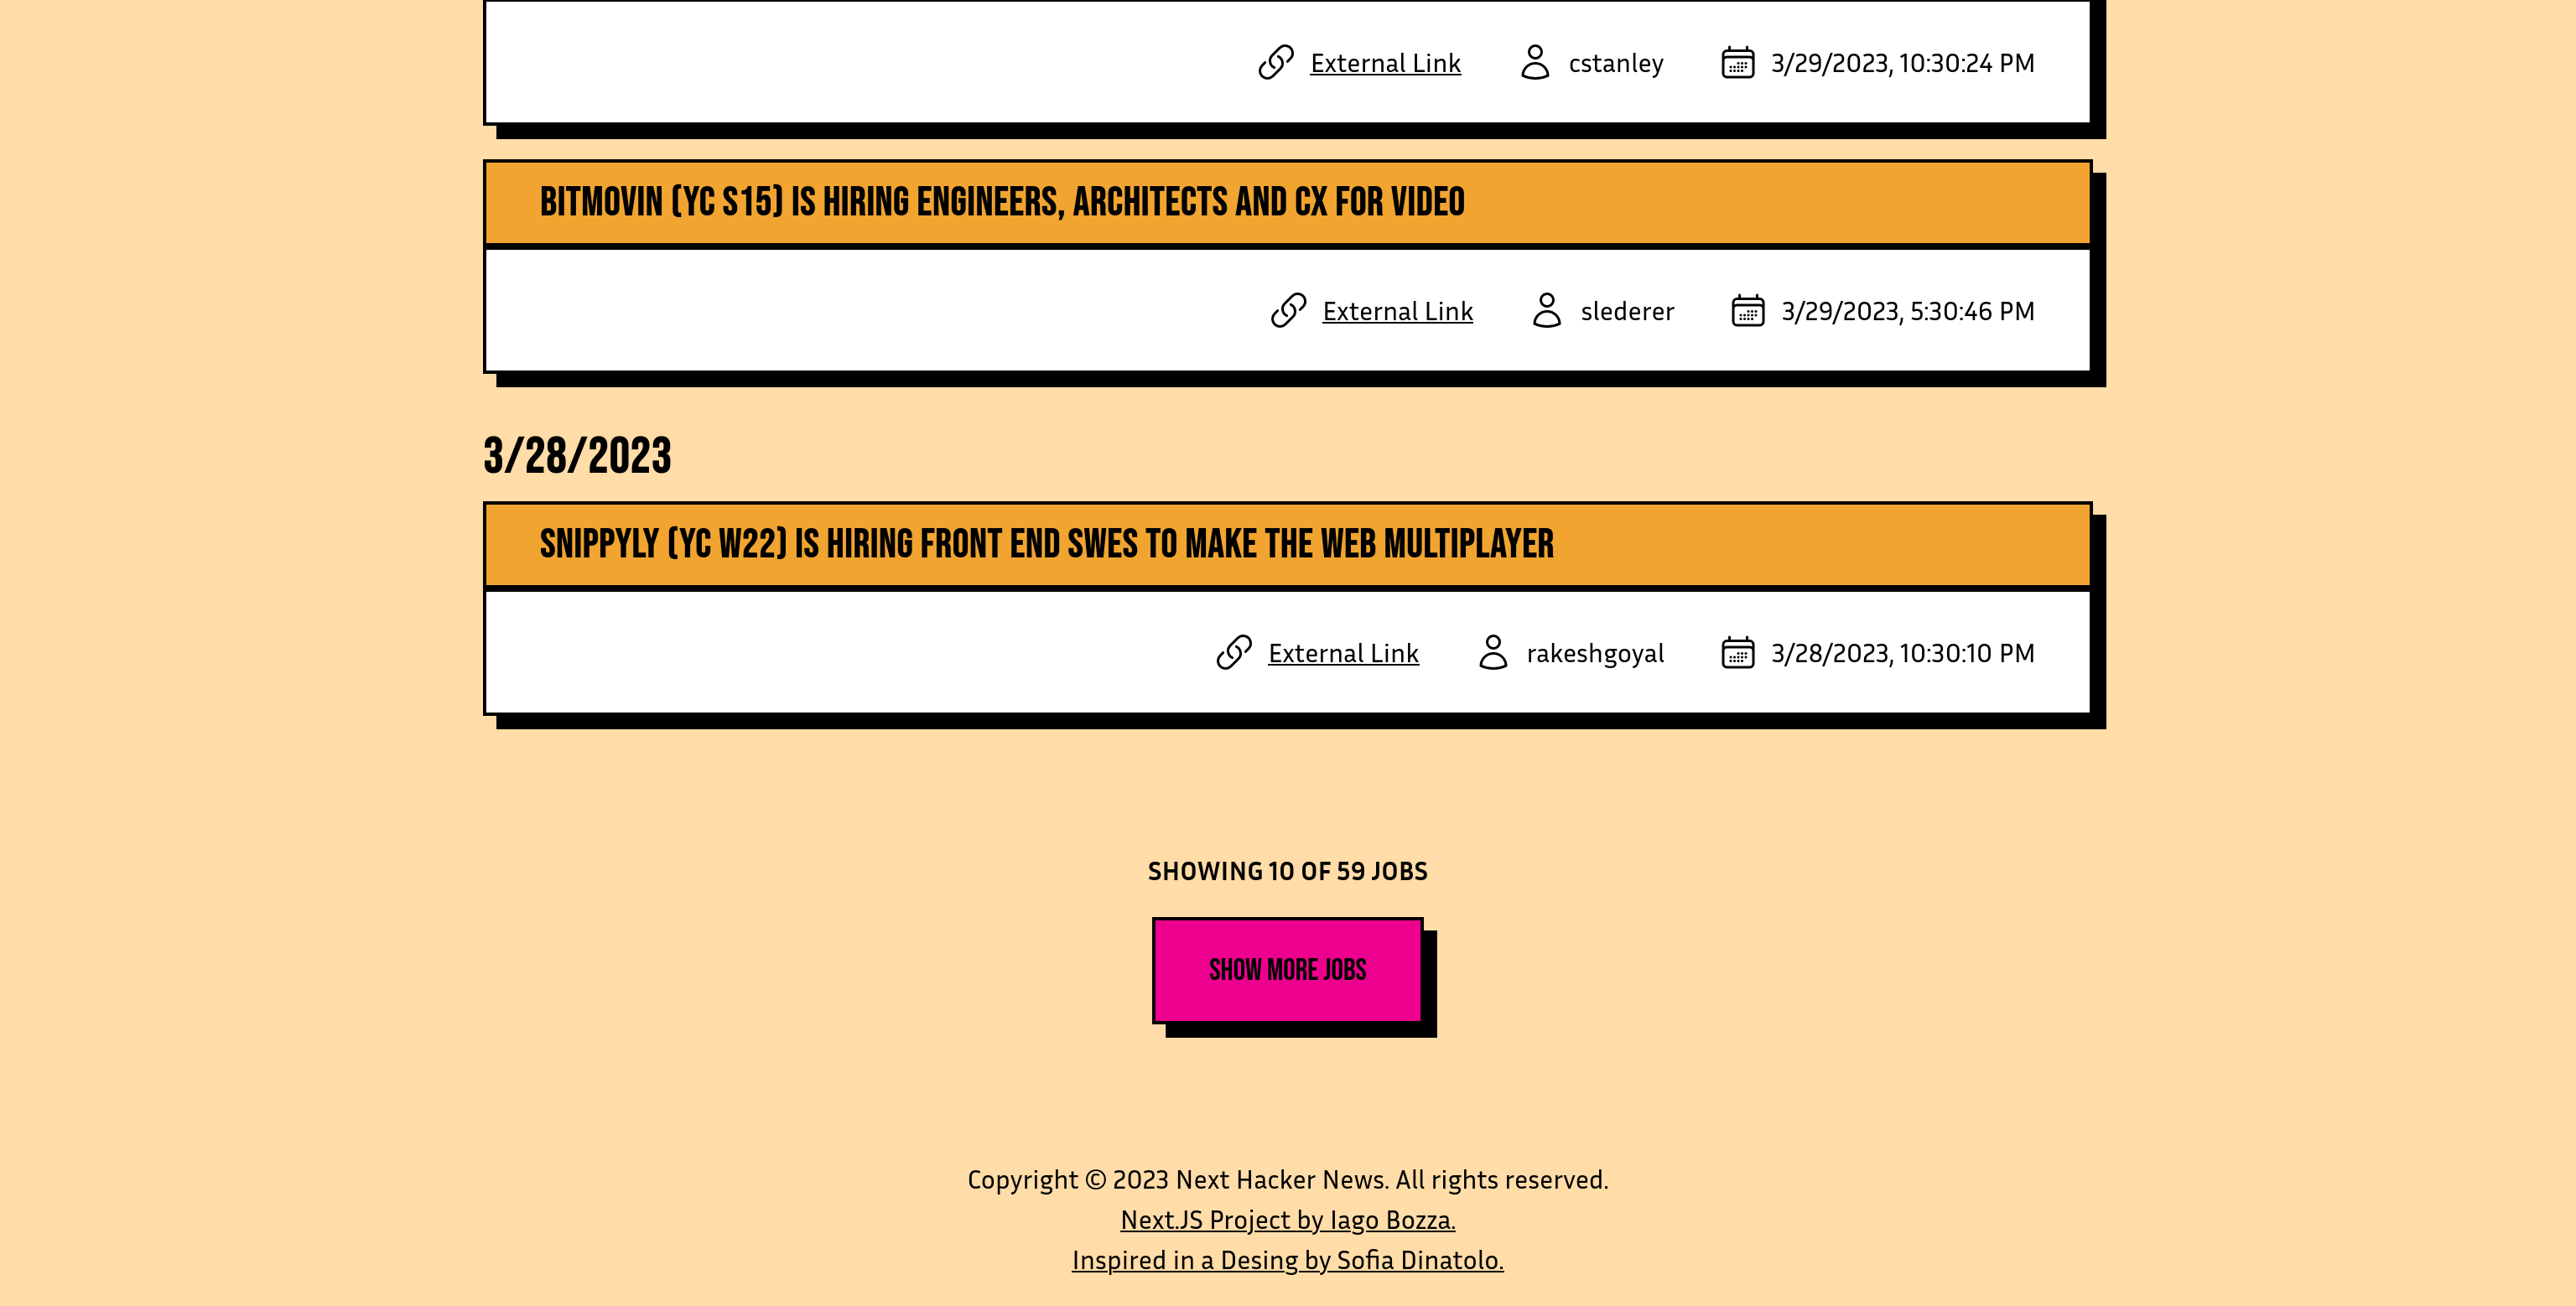 External Link cstanley 3/29/2023, 10:30:24 PM
BITMOVIN (YC S15) IS HIRING ENGINEERS, ARCHITECTS AND CX FOR VIDEO
External Link slederer 3/29/2023, 5:30:46 PM
3/28/2023
SNIPPYLY (YC W22) IS HIRING FRONT END SWES TO MAKE THE WEB MULTIPLAYER
External Link rakeshgoyal 3/28/2023, 10:30:10 PM
SHOWING 10 OF 59 JOBS
SHOW MORE JOBS
Copyright © 2023 Next Hacker News. All rights reserved.
Next.JS Project by Iago Bozza.
Inspired in a Desing by Sofia Dinatolo.